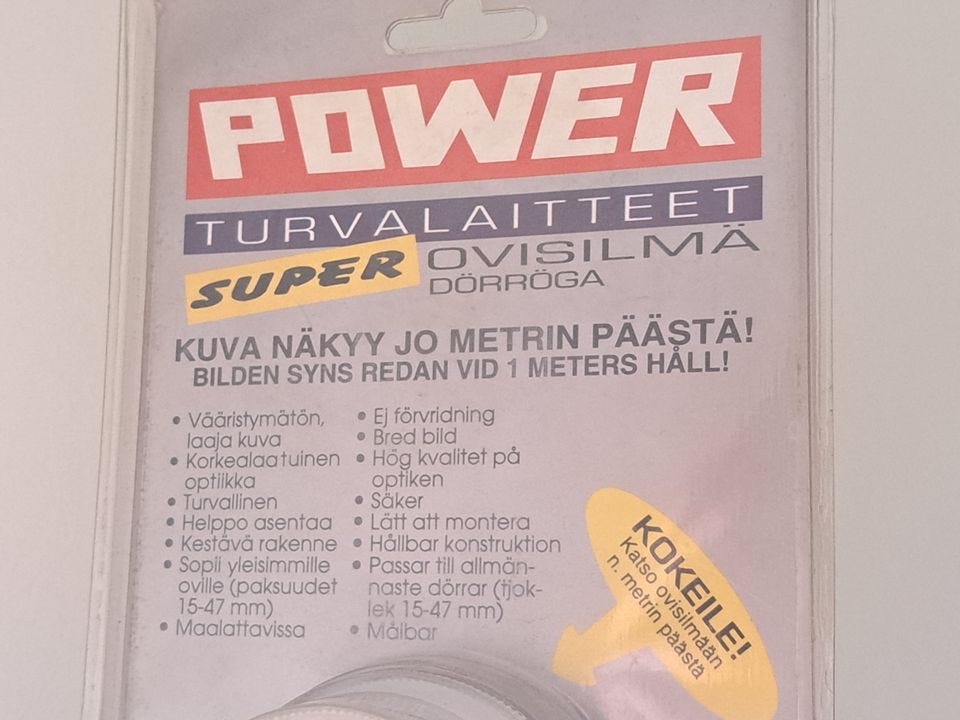 POWER
TURVALAITTEET
SUPER OVISILMÄ
DÖRRÖGA
KUVA NÄKYY JO METRIN PÄÄSTÄ!
BILDEN SYNS REDAN VID 1 METERS HÅLL!
• Vääristymätön,
laaja kuva
• Korkealaatuinen
optiikka
• Turvallinen
• Helppo asentaa
• Kestävä rakenne
• Sopii yleisimmille
oville (paksuudet
15-47 mm)
• Maalattavissa
• Ej förvridning
• Bred bild
• Hög kvalitet på
optiken
• Säker
• Lätt att montera
• Hållbar konstruktion
• Passar till allmän-
naste dörrar (tjok-
lek 15-47 mm)
• Målbar
KOKEILE!
Katso ovisilmään
n. metrin päästä